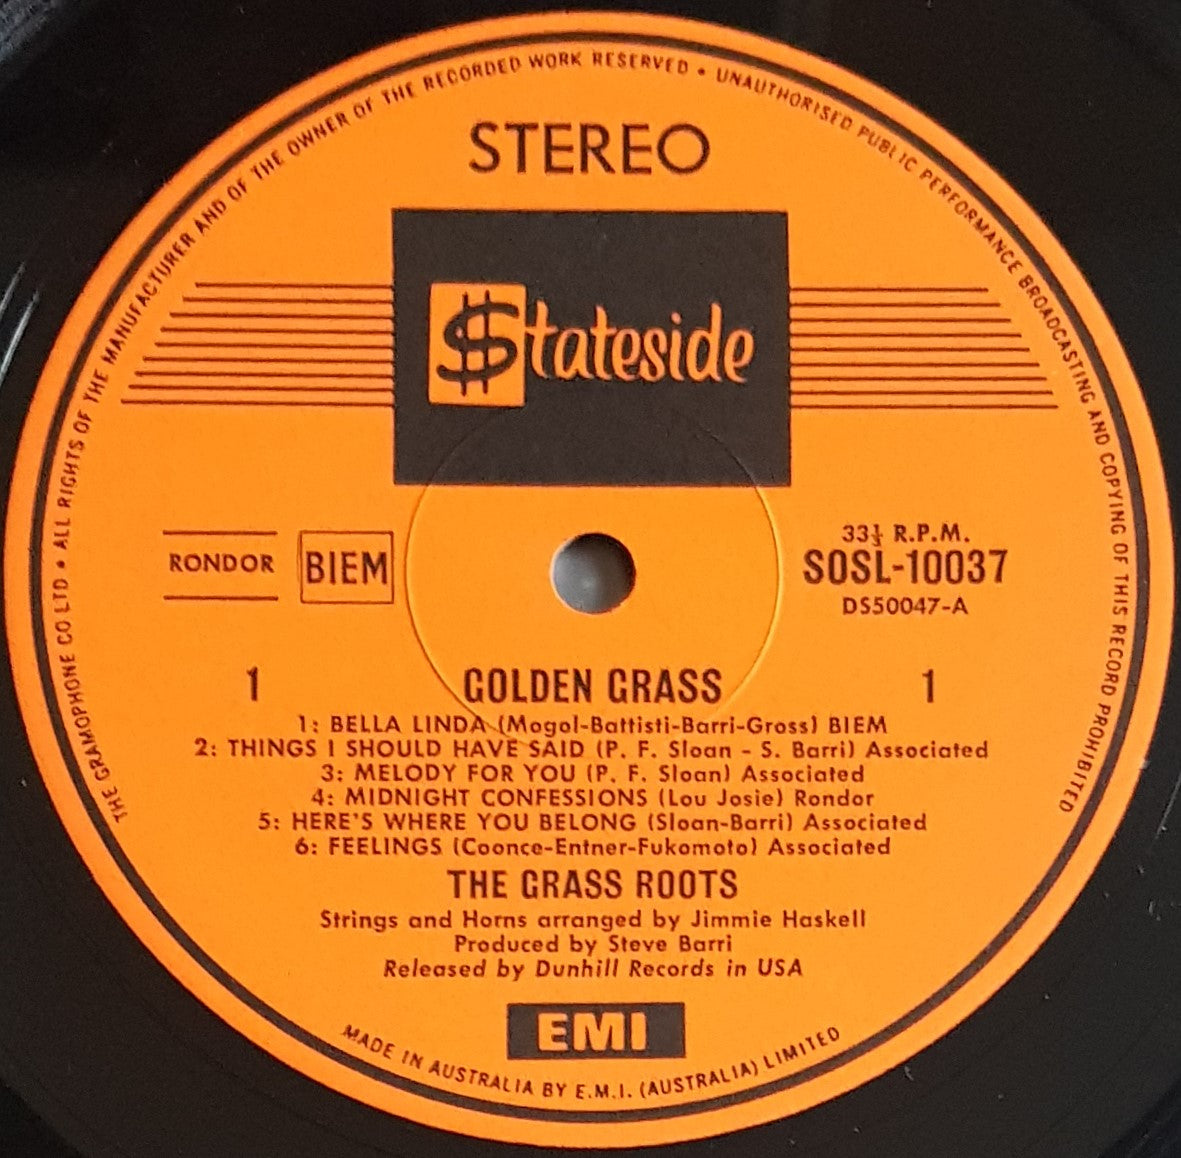 THE GRAMOPHONE CO LTD • ALL RIGHTS OF THE MANUFACTURER AND OF THE OWNER OF THE RECORDED WORK RESERVED • UNAUTHORISED PUBLIC PERFORMANCE BROADCASTING AND COPYING OF THIS RECORD PROHIBITED
STEREO
$tateside
RONDOR BIEM
33⅓ R.P.M.
SOSL-10037
DS50047-A
1 GOLDEN GRASS 1
1: BELLA LINDA (Mogol-Battisti-Barri-Gross) BIEM
2: THINGS I SHOULD HAVE SAID (P. F. Sloan - S. Barri) Associated
3: MELODY FOR YOU (P. F. Sloan) Associated
4: MIDNIGHT CONFESSIONS (Lou Josie) Rondor
5: HERE'S WHERE YOU BELONG (Sloan-Barri) Associated
6: FEELINGS (Coonce-Entner-Fukomoto) Associated
THE GRASS ROOTS
Strings and Horns arranged by Jimmie Haskell
Produced by Steve Barri
Released by Dunhill Records in USA
EMI
MADE IN AUSTRALIA BY E.M.I. (AUSTRALIA) LIMITED